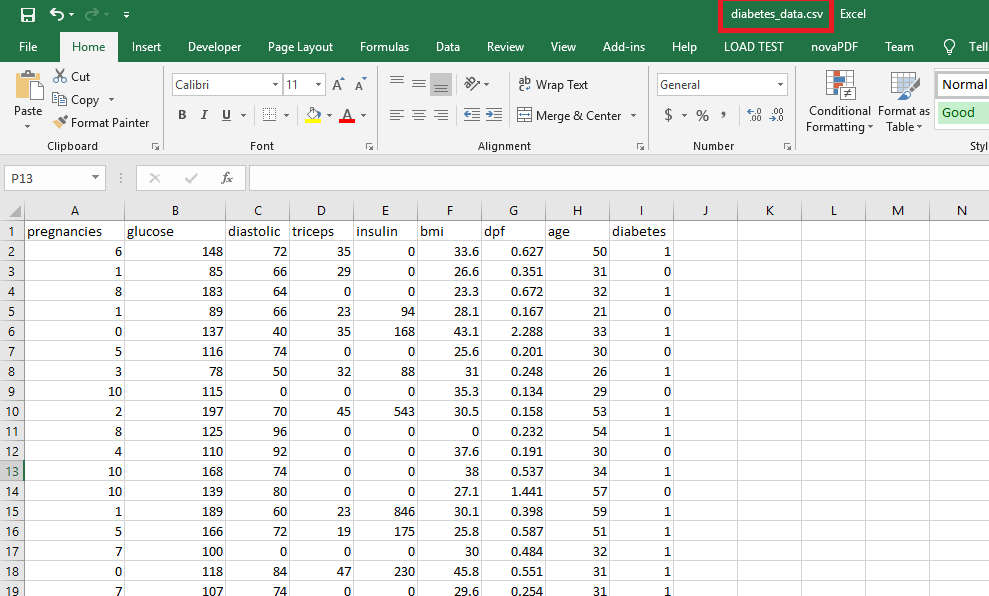 diabetes_data.csv Excel
File Home Insert Developer Page Layout Formulas Data Review View Add-ins Help LOAD TEST novaPDF Team Tell
Paste Cut Copy Format Painter
Calibri 11 A A
B I U A
ab Wrap Text
Merge & Center
General
$ % , .00 .0
Conditional Formatting Format as Table
Normal
Good
Clipboard Font Alignment Number Styl
P13 fx
A B C D E F G H I J K L M N
1 pregnancies glucose diastolic triceps insulin bmi dpf age diabetes
2 6 148 72 35 0 33.6 0.627 50 1
3 1 85 66 29 0 26.6 0.351 31 0
4 8 183 64 0 0 23.3 0.672 32 1
5 1 89 66 23 94 28.1 0.167 21 0
6 0 137 40 35 168 43.1 2.288 33 1
7 5 116 74 0 0 25.6 0.201 30 0
8 3 78 50 32 88 31 0.248 26 1
9 10 115 0 0 0 35.3 0.134 29 0
10 2 197 70 45 543 30.5 0.158 53 1
11 8 125 96 0 0 0 0.232 54 1
12 4 110 92 0 0 37.6 0.191 30 0
13 10 168 74 0 0 38 0.537 34 1
14 10 139 80 0 0 27.1 1.441 57 0
15 1 189 60 23 846 30.1 0.398 59 1
16 5 166 72 19 175 25.8 0.587 51 1
17 7 100 0 0 0 30 0.484 32 1
18 0 118 84 47 230 45.8 0.551 31 1
19 7 107 74 0 0 29.6 0.254 31 1